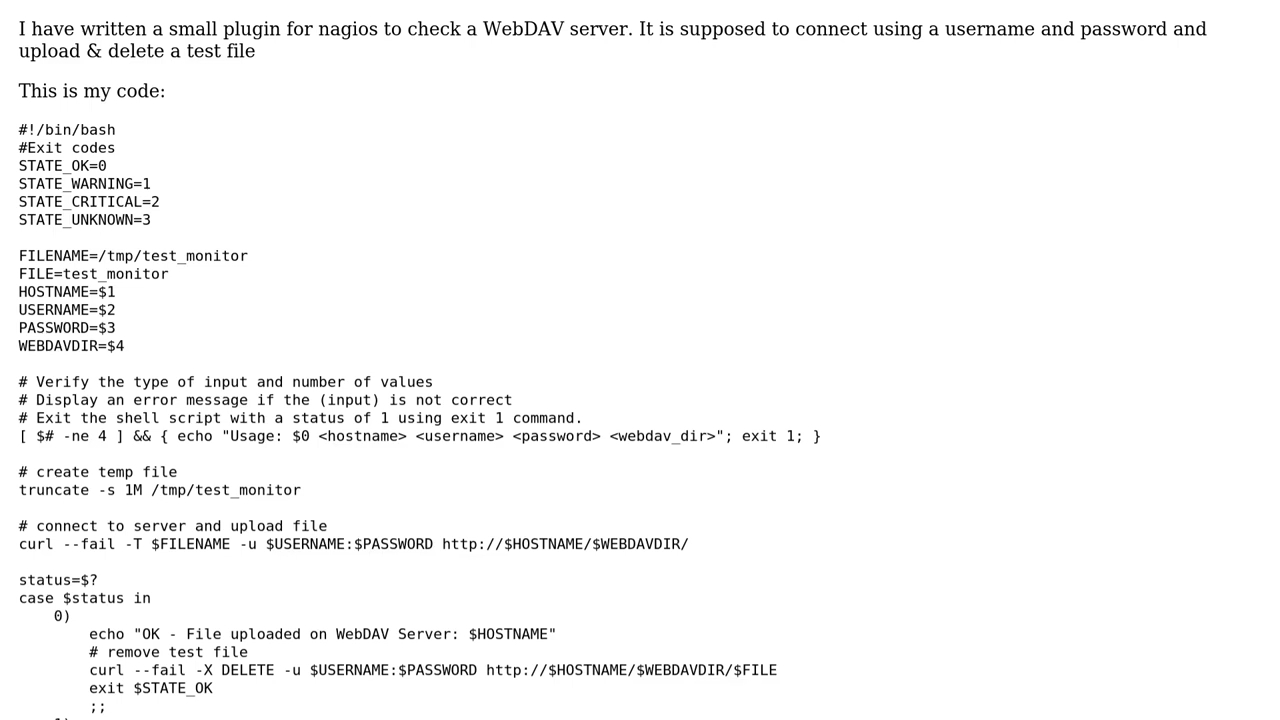 I have written a small plugin for nagios to check a WebDAV server. It is supposed to connect using a username and password and
upload & delete a test file
This is my code:
#!/bin/bash
#Exit codes
STATE_OK=0
STATE_WARNING=1
STATE_CRITICAL=2
STATE_UNKNOWN=3
FILENAME=/tmp/test_monitor
FILE=test_monitor
HOSTNAME=$1
USERNAME=$2
PASSWORD=$3
WEBDAVDIR=$4
# Verify the type of input and number of values
# Display an error message if the (input) is not correct
# Exit the shell script with a status of 1 using exit 1 command.
[ $# -ne 4 ] && { echo "Usage: $0 <hostname> <username> <password> <webdav_dir>"; exit 1; }
# create temp file
truncate -s 1M /tmp/test_monitor
# connect to server and upload file
curl --fail -T $FILENAME -u $USERNAME:$PASSWORD http://$HOSTNAME/$WEBDAVDIR/
status=$?
case $status in
    0)
        echo "OK - File uploaded on WebDAV Server: $HOSTNAME"
        # remove test file
        curl --fail -X DELETE -u $USERNAME:$PASSWORD http://$HOSTNAME/$WEBDAVDIR/$FILE
        exit $STATE_OK
        ;;